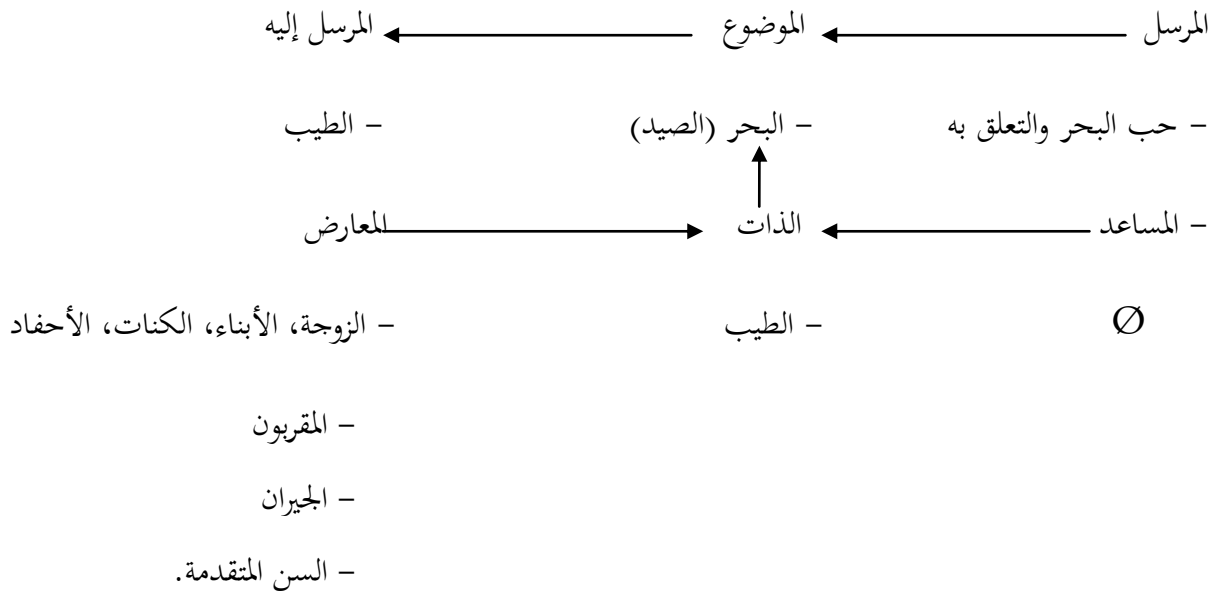 المرسل الموضوع المرسل إليه
– حب البحر والتعلق به – البحر (الصيد) – الطيب
– المساعد الذات المعارض
Ø – الطيب – الزوجة، الأبناء، الكنات، الأحفاد
– المقربون
– الجيران
– السن المتقدمة.